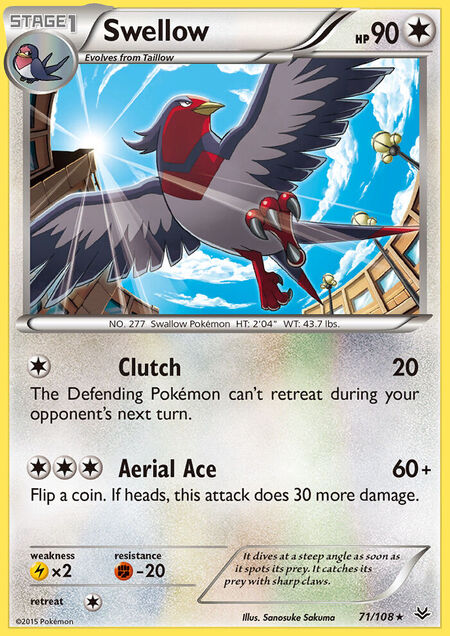 STAGE1
Swellow
HP 90
Evolves from Taillow
NO. 277 Swallow Pokémon HT: 2'04" WT: 43.7 lbs.
Clutch 20
The Defending Pokémon can't retreat during your
opponent's next turn.
Aerial Ace 60+
Flip a coin. If heads, this attack does 30 more damage.
weakness resistance
×2 -20
retreat
It dives at a steep angle as soon as
it spots its prey. It catches its
prey with sharp claws.
©2015 Pokémon Illus. Sanosuke Sakuma 71/108